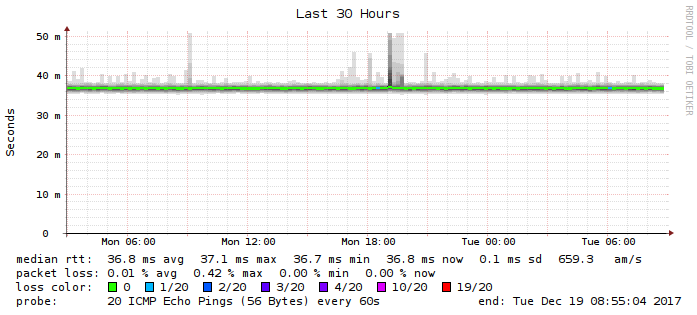 Last 30 Hours
RRDTOOL / TOBI OETIKER
Seconds
50 m
40 m
30 m
20 m
10 m
0
Mon 06:00 Mon 12:00 Mon 18:00 Tue 00:00 Tue 06:00
median rtt: 36.8 ms avg 37.1 ms max 36.7 ms min 36.8 ms now 0.1 ms sd 659.3 am/s
packet loss: 0.01 % avg 0.42 % max 0.00 % min 0.00 % now
loss color: 0 1/20 2/20 3/20 4/20 10/20 19/20
probe: 20 ICMP Echo Pings (56 Bytes) every 60s end: Tue Dec 19 08:55:04 2017